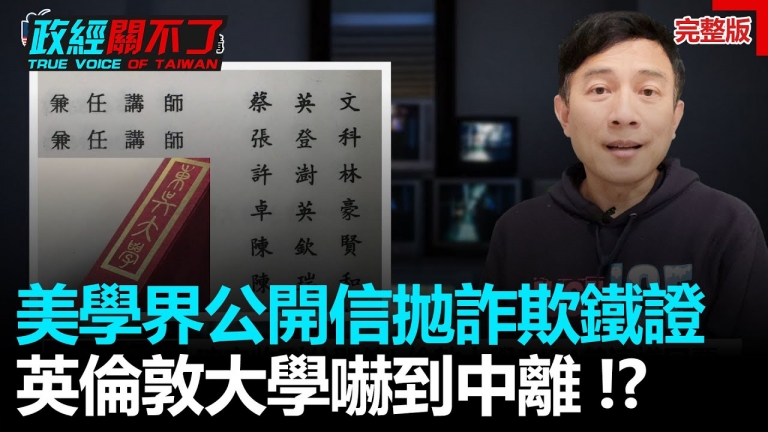 政經關不了
TRUE VOICE OF TAIWAN
完整版
兼任講師 蔡英文
兼任講師 張登科
許澍林
卓英豪
陳欽賢
陳瑞和
東吳大學
美學界公開信拋詐欺鐵證
英倫敦大學嚇到中離!?